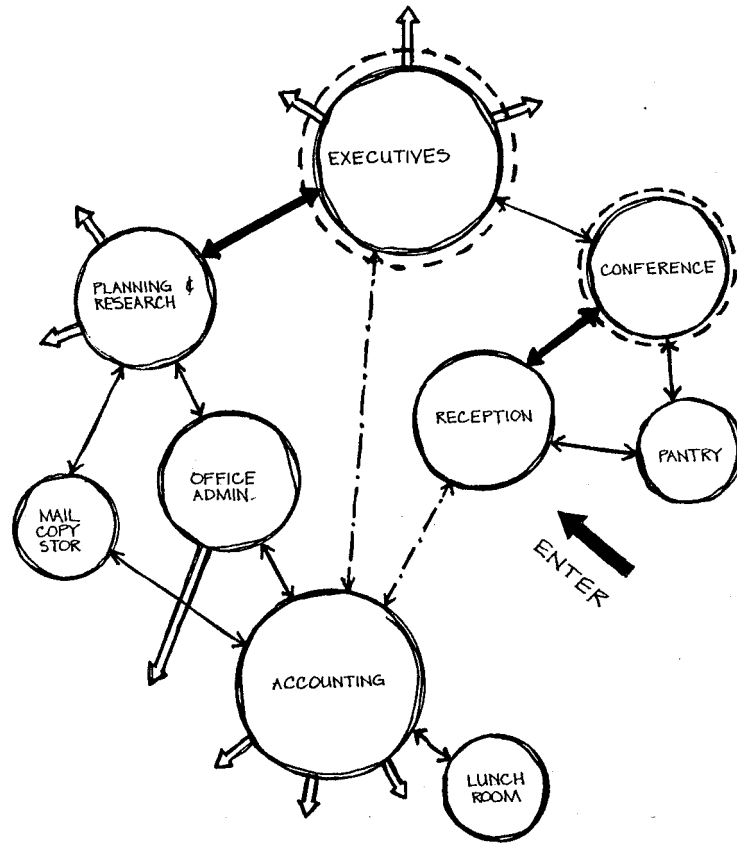 EXECUTIVES
CONFERENCE
PLANNING ¢
RESEARCH
RECEPTION
PANTRY
OFFICE
ADMIN.
MAIL
COPY
STOR
ENTER
ACCOUNTING
LUNCH
ROOM